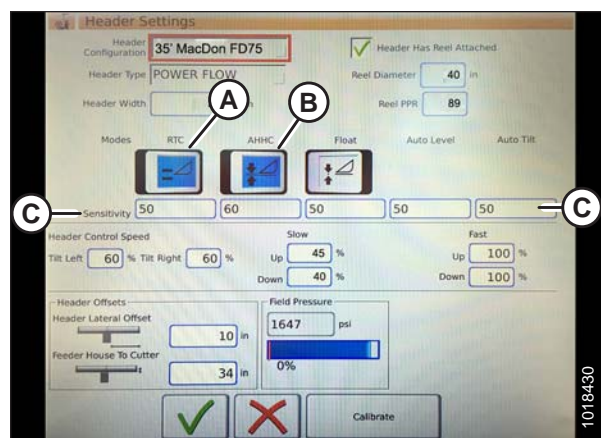 Header Settings
Header Configuration 35' MacDon FD75
Header Has Reel Attached
Header Type POWER FLOW
Reel Diameter 40 in
Header Width
Reel PPR 89
A
B
Modes RTC AHHC Float Auto Level Auto Tilt
C Sensitivity 50 60 50 50 50 C
Header Control Speed
Slow Fast
Tilt Left 60 % Tilt Right 60 % Up 45 % Up 100 %
Down 40 % Down 100 %
Header Offsets
Field Pressure
Header Lateral Offset
10 in
1647 psi
Feeder House To Cutter
34 in
0%
Calibrate
1018430